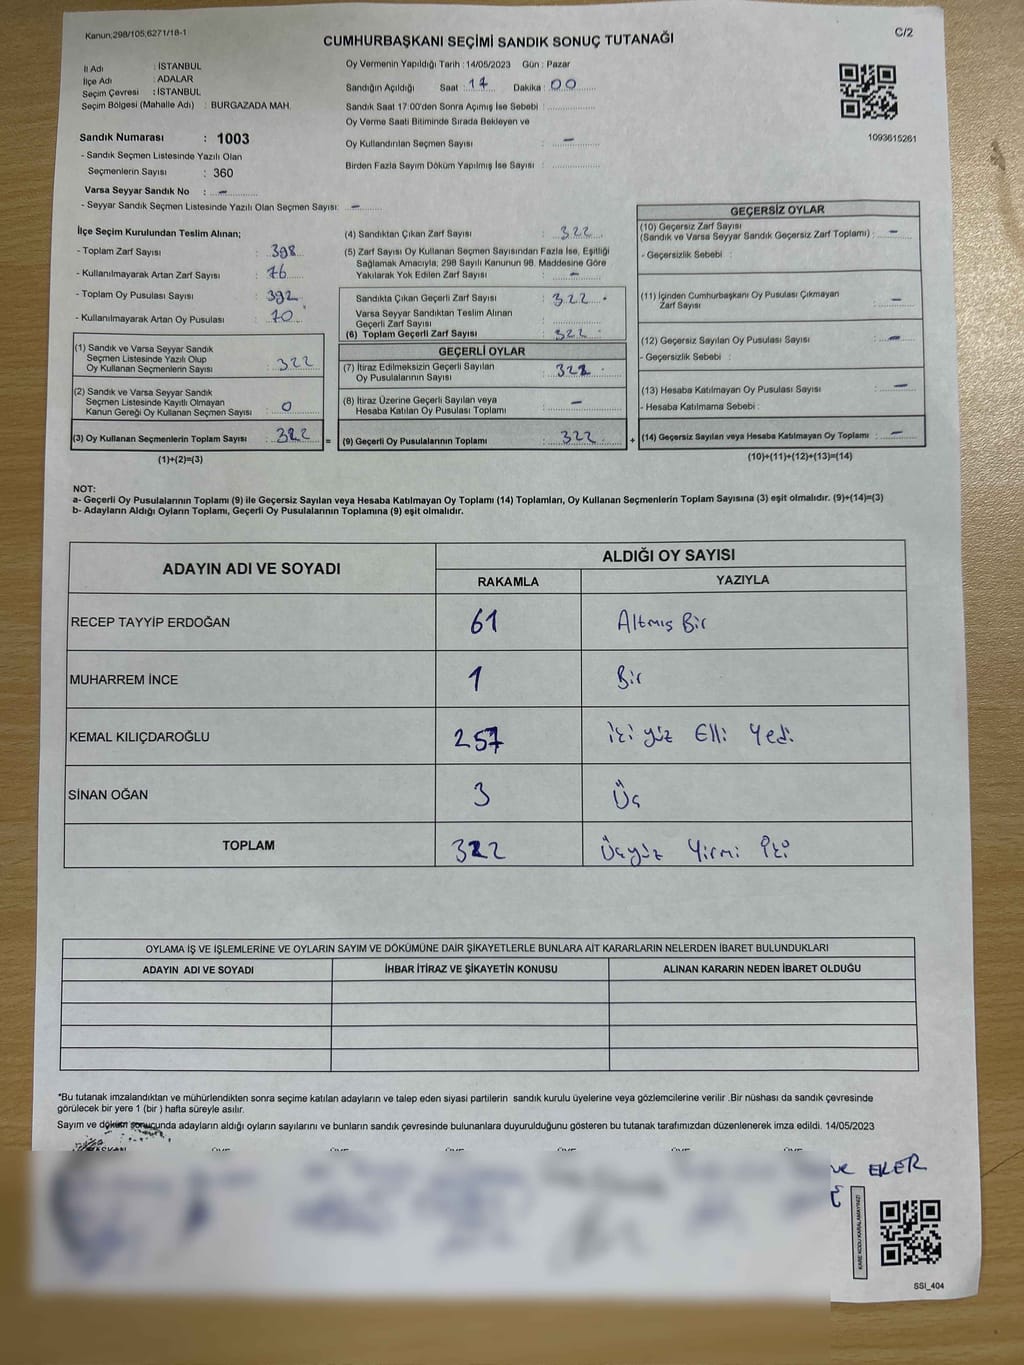 Kanun;298/105,6271/18-1
C/2
CUMHURBAŞKANI SEÇİMİ SANDIK SONUÇ TUTANAĞI
İl Adı : İSTANBUL
İlçe Adı : ADALAR
Seçim Çevresi : İSTANBUL
Seçim Bölgesi (Mahalle Adı) : BURGAZADA MAH.
Sandık Numarası : 1003
- Sandık Seçmen Listesinde Yazılı Olan
Seçmenlerin Sayısı : 360
Varsa Seyyar Sandık No : -
- Seyyar Sandık Seçmen Listesinde Yazılı Olan Seçmen Sayısı: -
Oy Vermenin Yapıldığı Tarih : 14/05/2023 Gün : Pazar
Sandığın Açıldığı Saat : 17 Dakika : 00
Sandık Saat 17:00'den Sonra Açılmış İse Sebebi :
Oy Verme Saati Bitiminde Sırada Bekleyen ve
Oy Kullandırılan Seçmen Sayısı : -
Birden Fazla Sayım Döküm Yapılmış İse Sayısı :
1093615261
İlçe Seçim Kurulundan Teslim Alınan;
- Toplam Zarf Sayısı : 398
- Kullanılmayarak Artan Zarf Sayısı : 76
- Toplam Oy Pusulası Sayısı : 392
- Kullanılmayarak Artan Oy Pusulası : 70
(1) Sandık ve Varsa Seyyar Sandık
Seçmen Listesinde Yazılı Olup
Oy Kullanan Seçmenlerin Sayısı : 322
(2) Sandık ve Varsa Seyyar Sandık
Seçmen Listesinde Kayıtlı Olmayan
Kanun Gereği Oy Kullanan Seçmen Sayısı : 0
(3) Oy Kullanan Seçmenlerin Toplam Sayısı : 322 =
(1)+(2)=(3)
(4) Sandıktan Çıkan Zarf Sayısı : 322
(5) Zarf Sayısı Oy Kullanan Seçmen Sayısından Fazla İse, Eşitliği
Sağlamak Amacıyla; 298 Sayılı Kanunun 98. Maddesine Göre
Yakılarak Yok Edilen Zarf Sayısı : -
Sandıkta Çıkan Geçerli Zarf Sayısı : 322
Varsa Seyyar Sandıktan Teslim Alınan
Geçerli Zarf Sayısı :
(6) Toplam Geçerli Zarf Sayısı : 322
GEÇERLİ OYLAR
(7) İtiraz Edilmeksizin Geçerli Sayılan
Oy Pusulalarının Sayısı : 322
(8) İtiraz Üzerine Geçerli Sayılan veya
Hesaba Katılan Oy Pusulası Toplamı : -
(9) Geçerli Oy Pusulalarının Toplamı : 322 +
GEÇERSİZ OYLAR
(10) Geçersiz Zarf Sayısı
(Sandık ve Varsa Seyyar Sandık Geçersiz Zarf Toplamı) : -
- Geçersizlik Sebebi :
(11) İçinden Cumhurbaşkanı Oy Pusulası Çıkmayan
Zarf Sayısı : -
(12) Geçersiz Sayılan Oy Pusulası Sayısı : -
- Geçersizlik Sebebi :
(13) Hesaba Katılmayan Oy Pusulası Sayısı : -
- Hesaba Katılmama Sebebi :
(14) Geçersiz Sayılan veya Hesaba Katılmayan Oy Toplamı : -
(10)+(11)+(12)+(13)=(14)
NOT:
a- Geçerli Oy Pusulalarının Toplamı (9) ile Geçersiz Sayılan veya Hesaba Katılmayan Oy Toplamı (14) Toplamları, Oy Kullanan Seçmenlerin Toplam Sayısına (3) eşit olmalıdır. (9)+(14)=(3)
b- Adayların Aldığı Oyların Toplamı, Geçerli Oy Pusulalarının Toplamına (9) eşit olmalıdır.
ADAYIN ADI VE SOYADI ALDIĞI OY SAYISI
RAKAMLA YAZIYLA
RECEP TAYYİP ERDOĞAN 61 Altmış Bir
MUHARREM İNCE 1 Bir
KEMAL KILIÇDAROĞLU 257 İki yüz Elli Yedi
SİNAN OĞAN 3 Üç
TOPLAM 322 Üçyüz Yirmi İki
OYLAMA İŞ VE İŞLEMLERİNE VE OYLARIN SAYIM VE DÖKÜMÜNE DAİR ŞİKAYETLERLE BUNLARA AİT KARARLARIN NELERDEN İBARET BULUNDUKLARI
ADAYIN ADI VE SOYADI İHBAR İTİRAZ VE ŞİKAYETİN KONUSU ALINAN KARARIN NEDEN İBARET OLDUĞU
*Bu tutanak imzalandıktan ve mühürlendikten sonra seçime katılan adayların ve talep eden siyasi partilerin sandık kurulu üyelerine veya gözlemcilerine verilir .Bir nüshası da sandık çevresinde
görülecek bir yere 1 (bir ) hafta süreyle asılır.
Sayım ve döküm sonucunda adayların aldığı oyların sayılarını ve bunların sandık çevresinde bulunanlara duyurulduğunu gösteren bu tutanak tarafımızdan düzenlenerek imza edildi. 14/05/2023
EKER
KARE KODU KARALAMAYINIZ!
SSI_404